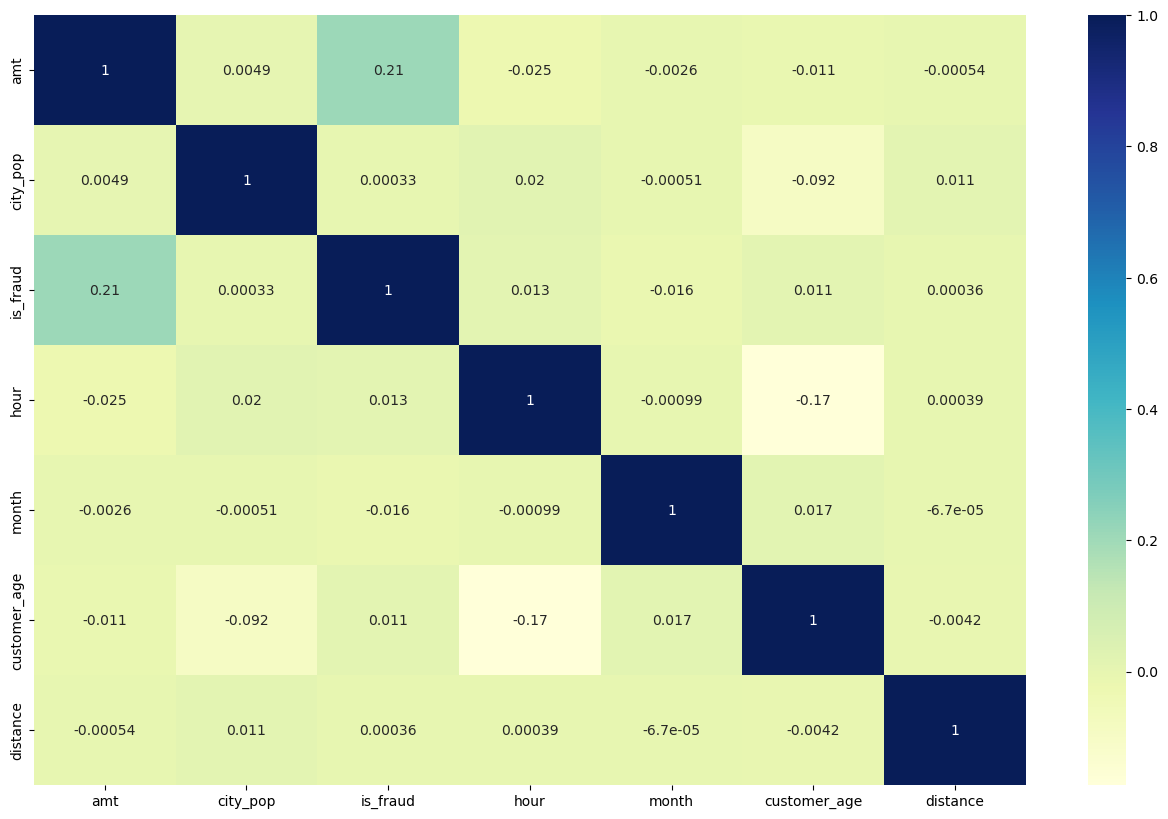 amt 1 0.0049 0.21 -0.025 -0.0026 -0.011 -0.00054
city_pop 0.0049 1 0.00033 0.02 -0.00051 -0.092 0.011
is_fraud 0.21 0.00033 1 0.013 -0.016 0.011 0.00036
hour -0.025 0.02 0.013 1 -0.00099 -0.17 0.00039
month -0.0026 -0.00051 -0.016 -0.00099 1 0.017 -6.7e-05
customer_age -0.011 -0.092 0.011 -0.17 0.017 1 -0.0042
distance -0.00054 0.011 0.00036 0.00039 -6.7e-05 -0.0042 1
amt city_pop is_fraud hour month customer_age distance
1.0
0.8
0.6
0.4
0.2
0.0